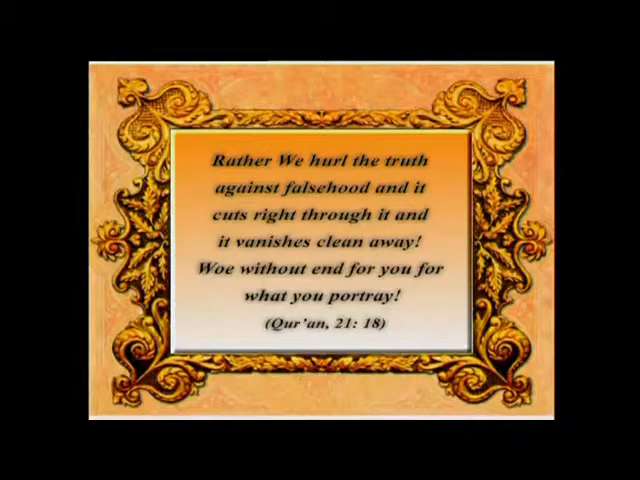 Rather We hurl the truth
against falsehood and it
cuts right through it and
it vanishes clean away!
Woe without end for you for
what you portray!
(Qur'an, 21: 18)